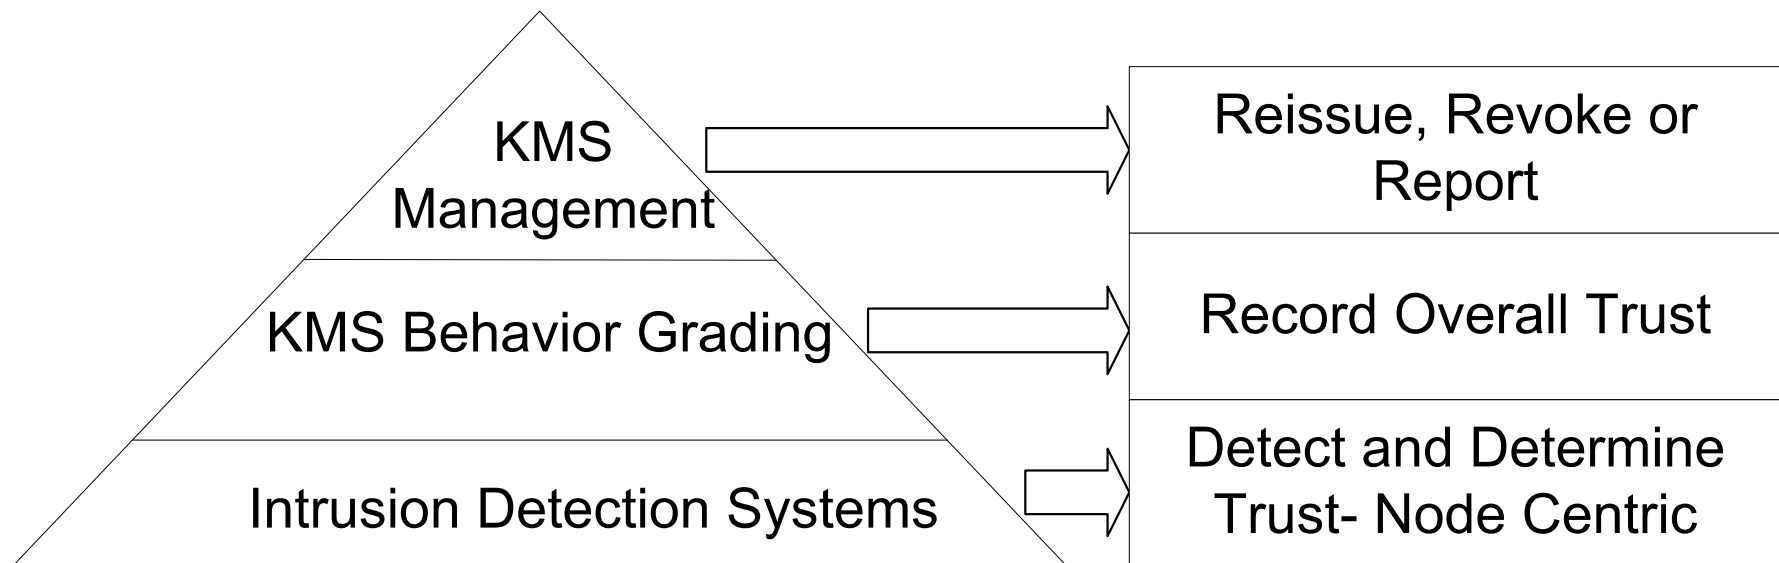 KMS
Management
Reissue, Revoke or
Report
KMS Behavior Grading
Record Overall Trust
Intrusion Detection Systems
Detect and Determine
Trust- Node Centric